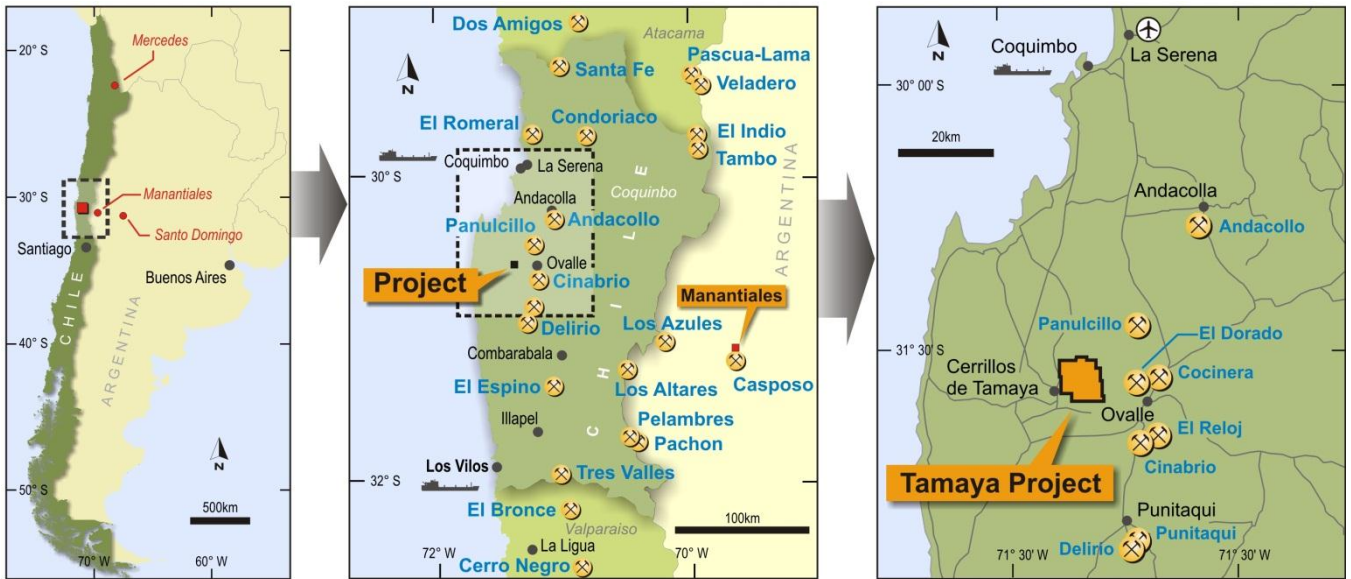 20° S
30° S
40° S
50° S
70° W
60° W
Mercedes
Manantiales
Santo Domingo
Santiago
Buenos Aires
CHILE
ARGENTINA
N
500km
Dos Amigos
Atacama
Pascua-Lama
Santa Fe
Veladero
N
El Romeral
Condoriaco
El Indio
Tambo
Coquimbo
La Serena
30° S
Andacolla
Coquinbo
Panulcillo
Andacollo
Ovalle
Project
Cinabrio
Manantiales
Delirio
Los Azules
Combarabala
El Espino
Los Altares
Casposo
Illapel
Pelambres
Pachon
Los Vilos
Tres Valles
32° S
El Bronce
Valparaiso
100km
La Ligua
Cerro Negro
72° W
70° W
CHILE
ARGENTINA
N
Coquimbo
La Serena
30° 00' S
20km
Andacolla
Andacollo
Panulcillo
El Dorado
31° 30' S
Cerrillos
de Tamaya
Cocinera
Ovalle
El Reloj
Cinabrio
Tamaya Project
Punitaqui
Punitaqui
Delirio
71° 30' W
71° 30' W